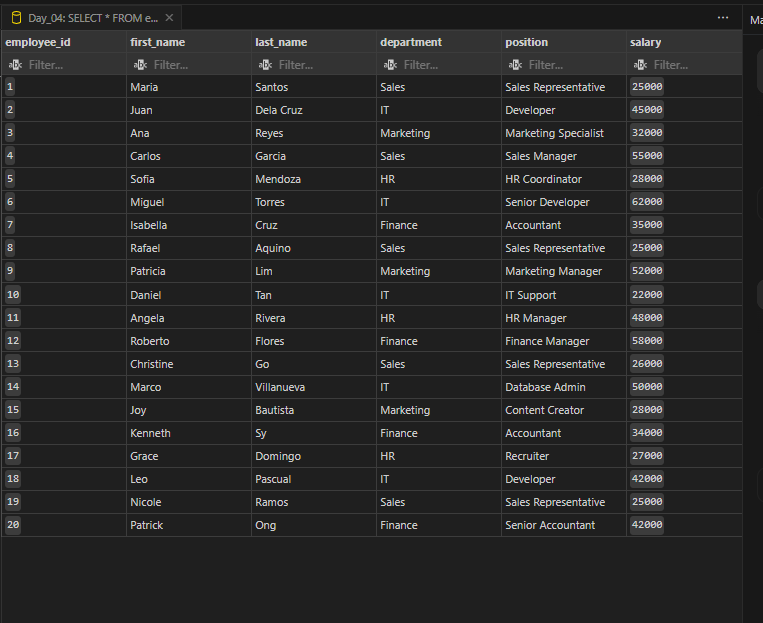 Day_04: SELECT * FROM e... ×
Ma
employee_id first_name last_name department position salary
Filter... Filter... Filter... Filter... Filter... Filter...
1 Maria Santos Sales Sales Representative 25000
2 Juan Dela Cruz IT Developer 45000
3 Ana Reyes Marketing Marketing Specialist 32000
4 Carlos Garcia Sales Sales Manager 55000
5 Sofia Mendoza HR HR Coordinator 28000
6 Miguel Torres IT Senior Developer 62000
7 Isabella Cruz Finance Accountant 35000
8 Rafael Aquino Sales Sales Representative 25000
9 Patricia Lim Marketing Marketing Manager 52000
10 Daniel Tan IT IT Support 22000
11 Angela Rivera HR HR Manager 48000
12 Roberto Flores Finance Finance Manager 58000
13 Christine Go Sales Sales Representative 26000
14 Marco Villanueva IT Database Admin 50000
15 Joy Bautista Marketing Content Creator 28000
16 Kenneth Sy Finance Accountant 34000
17 Grace Domingo HR Recruiter 27000
18 Leo Pascual IT Developer 42000
19 Nicole Ramos Sales Sales Representative 25000
20 Patrick Ong Finance Senior Accountant 42000